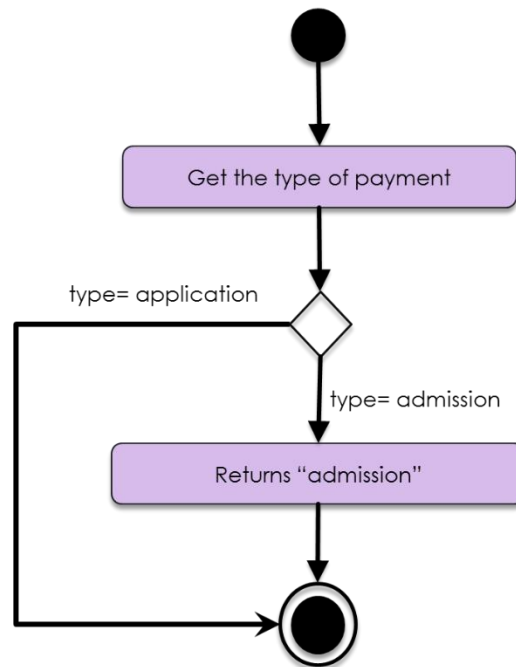 Get the type of payment
type= application
type= admission
Returns “admission”